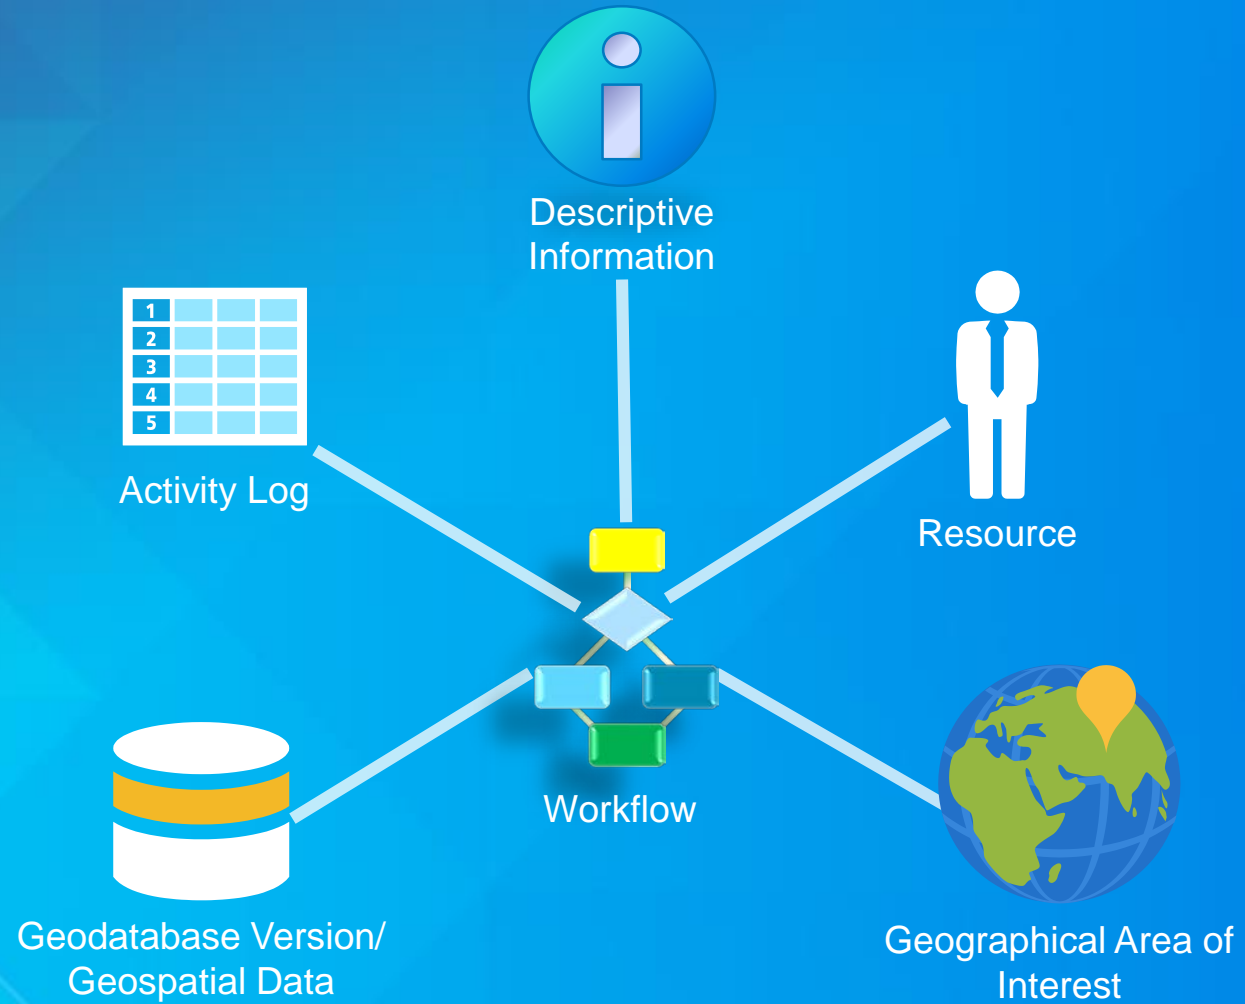 Descriptive
Information
1
2
3
4
5
Activity Log
Resource
Workflow
Geodatabase Version/
Geospatial Data
Geographical Area of
Interest